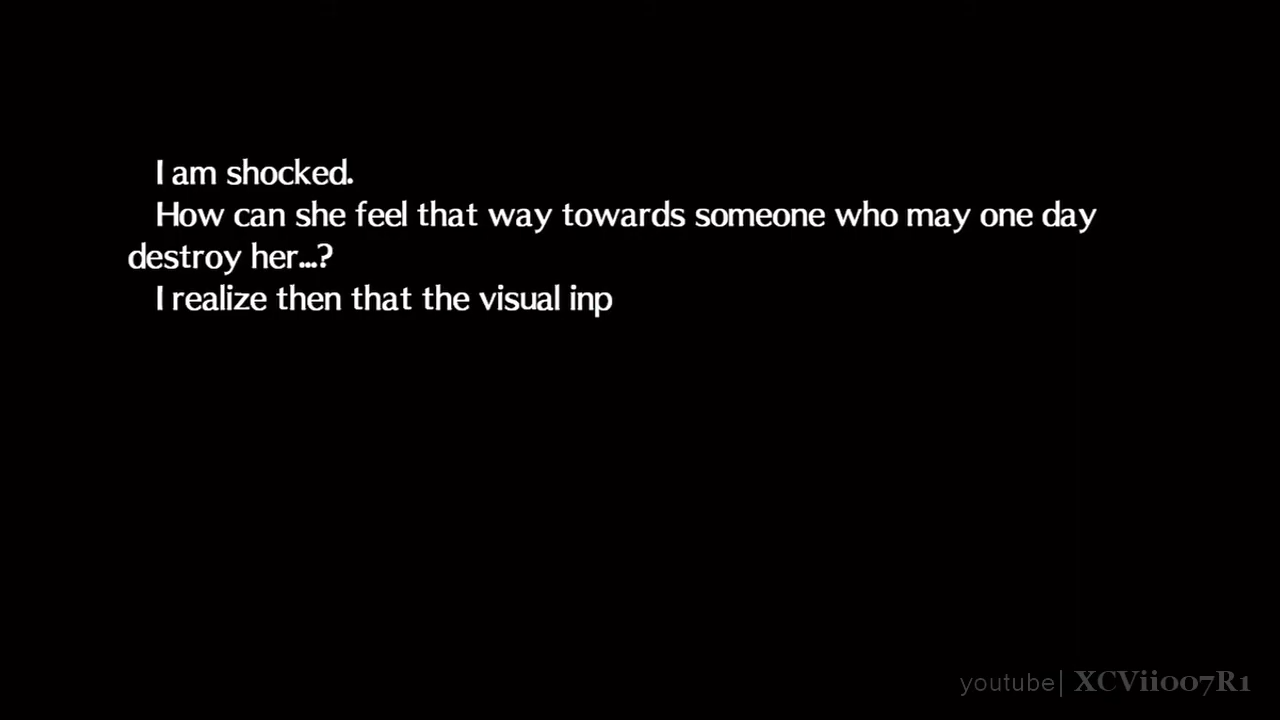 I am shocked.
How can she feel that way towards someone who may one day
destroy her...?
I realize then that the visual inp
youtube| XCVii007R1